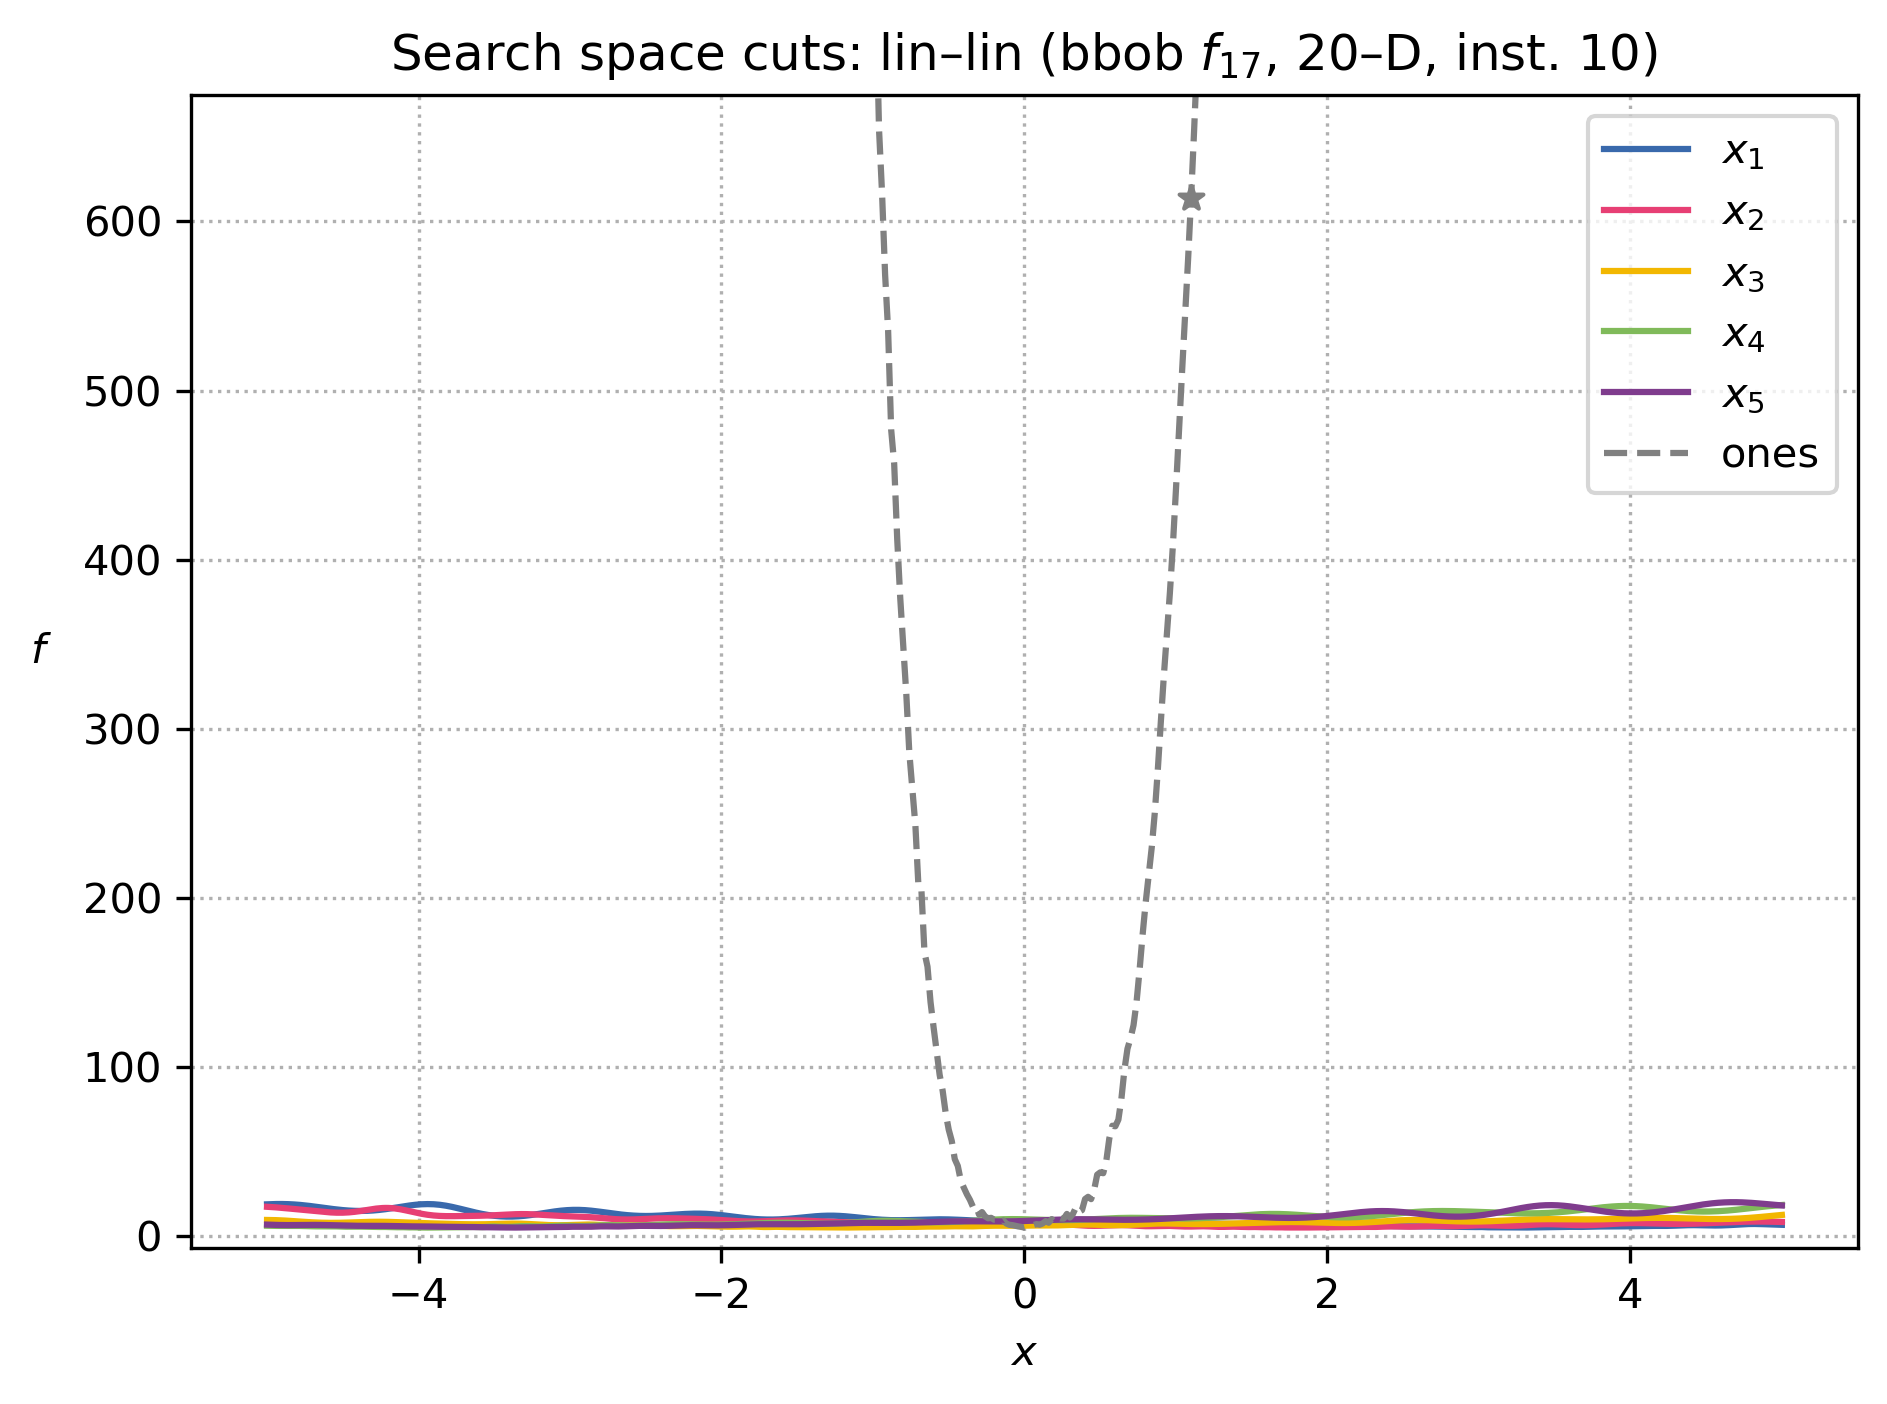 Search space cuts: lin–lin (bbob f17, 20–D, inst. 10)
x1
x2
x3
x4
x5
ones
600
500
400
300
200
100
0
f
−4 −2 0 2 4
x